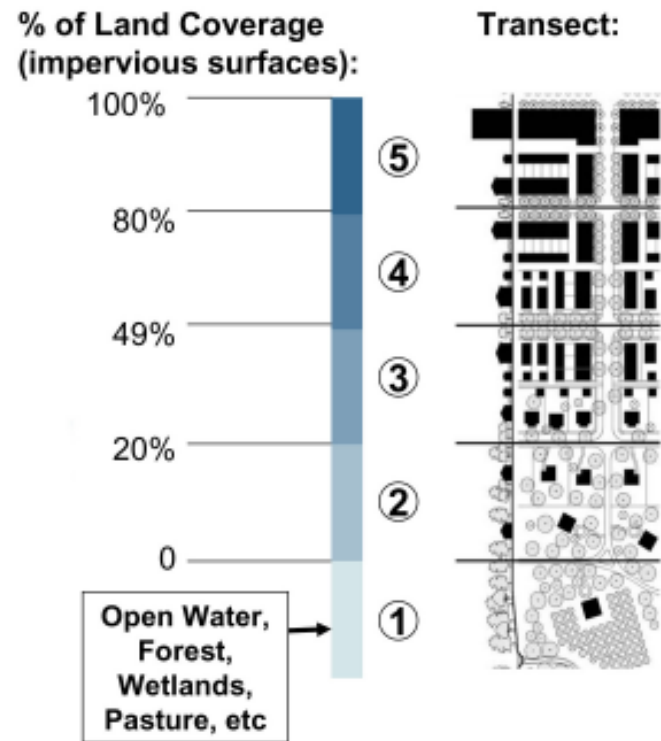 % of Land Coverage
(impervious surfaces):
Transect:
100%
5
80%
4
49%
3
20%
2
0
1
Open Water,
Forest,
Wetlands,
Pasture, etc